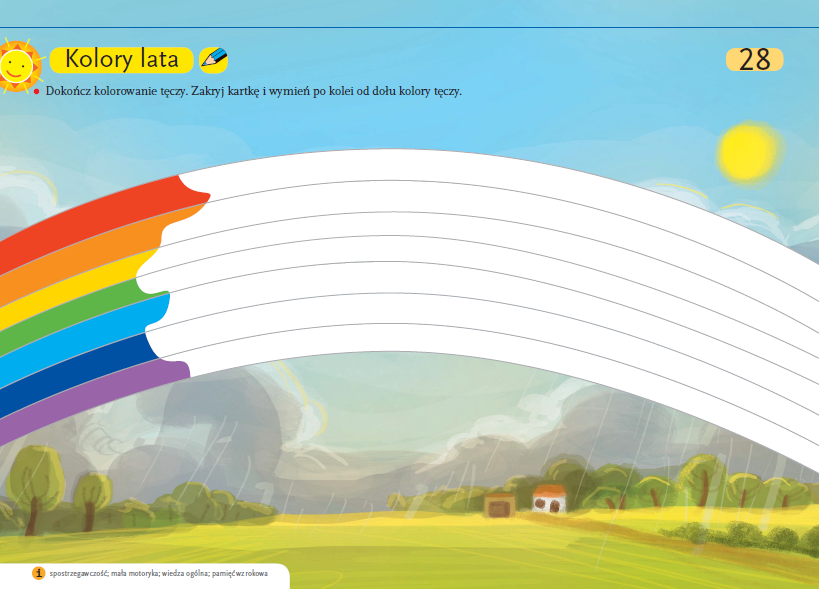 Kolory lata
28
Dokończ kolorowanie tęczy. Zakryj kartkę i wymień po kolei od dołu kolory tęczy.
i spostrzegawczość; mała motoryka; wiedza ogólna; pamięć wzrokowa